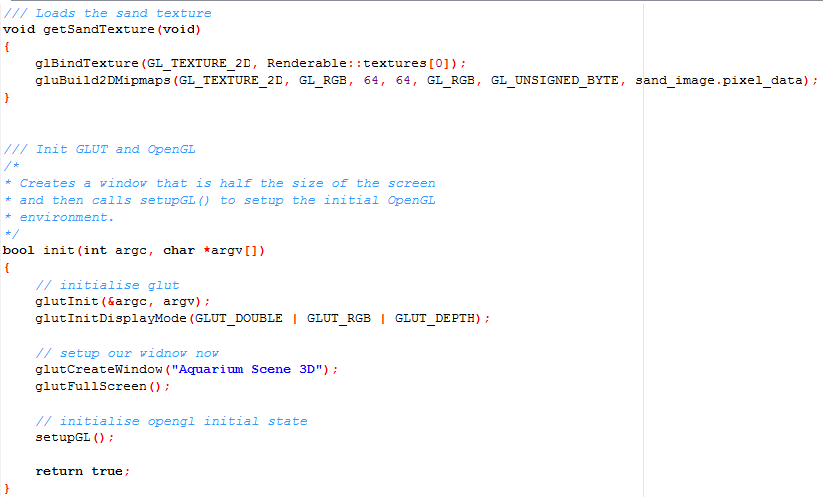 /// Loads the sand texture
void getSandTexture(void)
{
    glBindTexture(GL_TEXTURE_2D, Renderable::textures[0]);
    gluBuild2DMipmaps(GL_TEXTURE_2D, GL_RGB, 64, 64, GL_RGB, GL_UNSIGNED_BYTE, sand_image.pixel_data);
}
/// Init GLUT and OpenGL
/*
* Creates a window that is half the size of the screen
* and then calls setupGL() to setup the initial OpenGL
* environment.
*/
bool init(int argc, char *argv[])
{
    // initialise glut
    glutInit(&argc, argv);
    glutInitDisplayMode(GLUT_DOUBLE | GLUT_RGB | GLUT_DEPTH);
    // setup our widnow now
    glutCreateWindow("Aquarium Scene 3D");
    glutFullScreen();
    // initialise opengl initial state
    setupGL();
    return true;
}